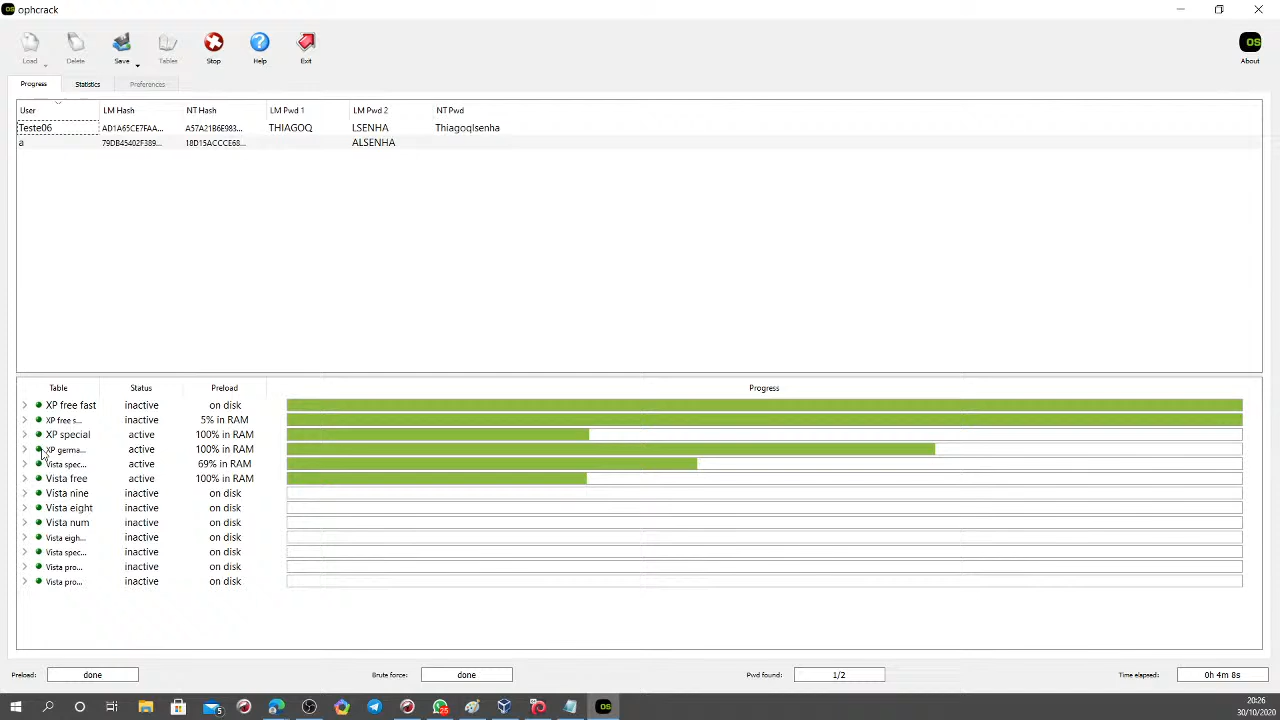 ophcrack
Load Delete Save Tables Stop Help Exit About
Progress Statistics Preferences
User LM Hash NT Hash LM Pwd 1 LM Pwd 2 NT Pwd
Teste06 AD1A65CE7FAA... A57A21B6E983... THIAGOQ LSENHA Thiagoqlsenha
a 79DB45402F389... 18D15ACCCE68... ALSENHA
Table Status Preload Progress
XP free fast inactive on disk
XP free s... inactive 5% in RAM
XP special active 100% in RAM
XP germa... active 100% in RAM
Vista spec... active 69% in RAM
Vista free active 100% in RAM
Vista nine inactive on disk
Vista eight inactive on disk
Vista num inactive on disk
Vista eigh... inactive on disk
Vista spec... inactive on disk
Vista pro... inactive on disk
Vista pro... inactive on disk
Preload: done Brute force: done Pwd found: 1/2 Time elapsed: 0h 4m 8s
5 25 OS 20:26
30/10/2020